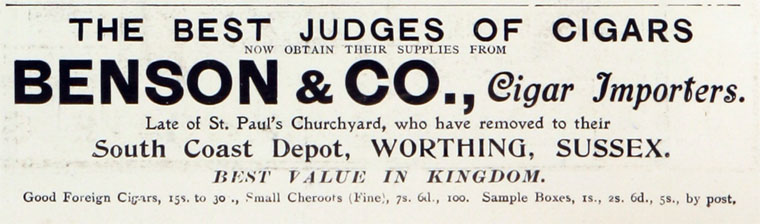 THE BEST JUDGES OF CIGARS
NOW OBTAIN THEIR SUPPLIES FROM
BENSON & CO., Cigar Importers.
Late of St. Paul's Churchyard, who have removed to their
South Coast Depot, WORTHING, SUSSEX.
BEST VALUE IN KINGDOM.
Good Foreign Cigars, 15s. to 30 ., Small Cheroots (Fine), 7s. 6d., 100. Sample Boxes, 1s., 2s. 6d., 5s., by post.